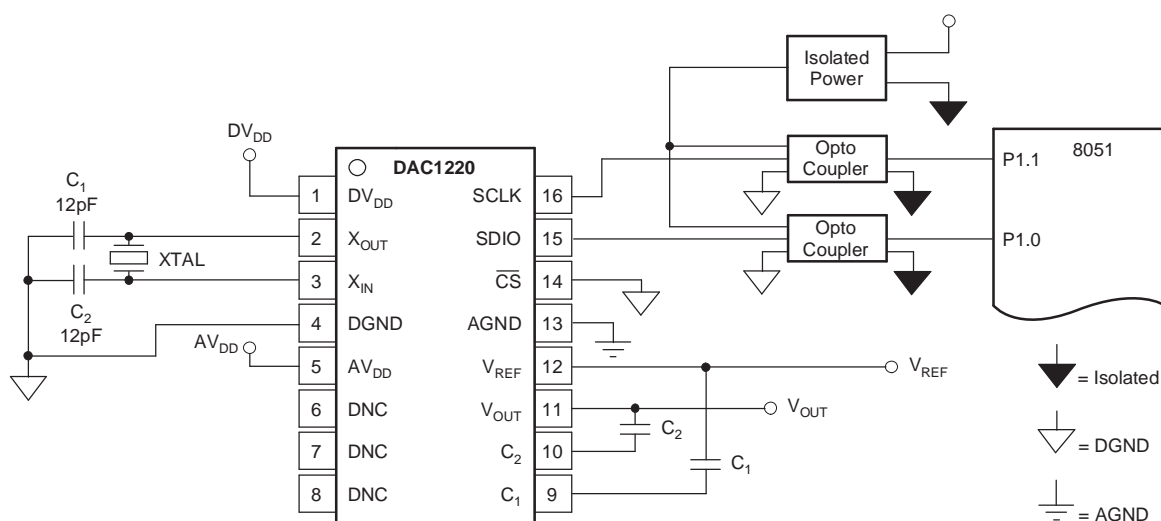 Isolated
Power
DV_DD
DAC1220
Opto
Coupler
8051
P1.1
C_1
12pF
1 DV_DD SCLK 16
2 X_OUT SDIO 15
Opto
Coupler
P1.0
XTAL
3 X_IN C̅S̅ 14
C_2
12pF
4 DGND AGND 13
AV_DD
5 AV_DD V_REF 12
V_REF
= Isolated
6 DNC V_OUT 11
V_OUT
C_2
7 DNC C_2 10
= DGND
C_1
8 DNC C_1 9
= AGND